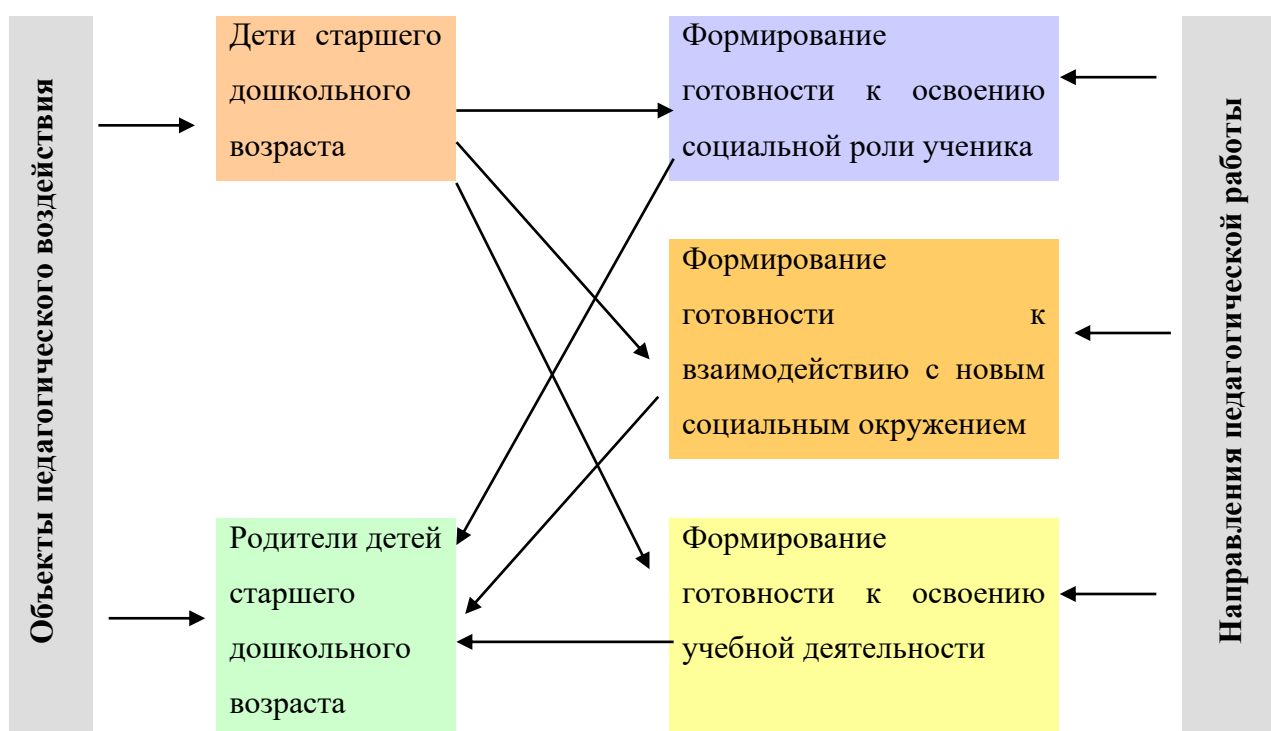 Объекты педагогического воздействия
Дети старшего
дошкольного
возраста
Родители детей
старшего
дошкольного
возраста
Формирование
готовности к освоению
социальной роли ученика
Формирование
готовности к
взаимодействию с новым
социальным окружением
Формирование
готовности к освоению
учебной деятельности
Направления педагогической работы